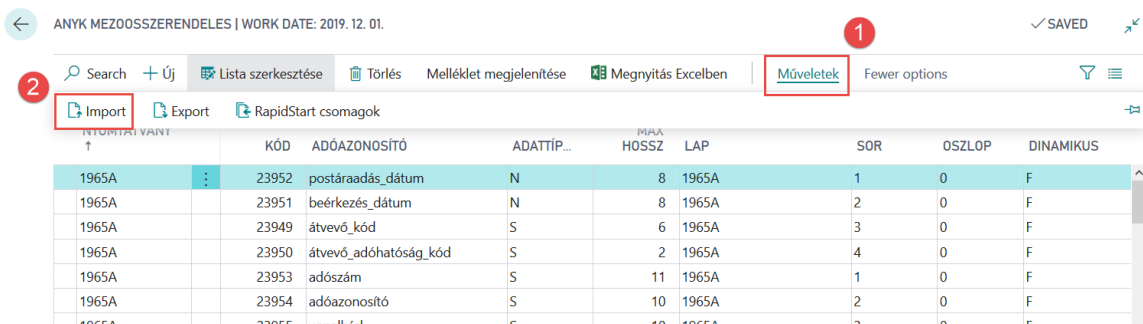 ANYK MEZOOSSZERENDELES | WORK DATE: 2019. 12. 01.
SAVED
1
Search Új Lista szerkesztése Törlés Melléklet megjelenítése Megnyitás Excelben Műveletek Fewer options
2
Import Export RapidStart csomagok
NYOMTATVÁNY ↑ KÓD ADÓAZONOSÍTÓ ADATTÍP... MAX HOSSZ LAP SOR OSZLOP DINAMIKUS
1965A 23952 postáraadás_dátum N 8 1965A 1 0 F
1965A 23951 beérkezés_dátum N 8 1965A 2 0 F
1965A 23949 átvevő_kód S 6 1965A 3 0 F
1965A 23950 átvevő_adóhatóság_kód S 2 1965A 4 0 F
1965A 23953 adószám S 11 1965A 1 0 F
1965A 23954 adóazonosító S 10 1965A 2 0 F